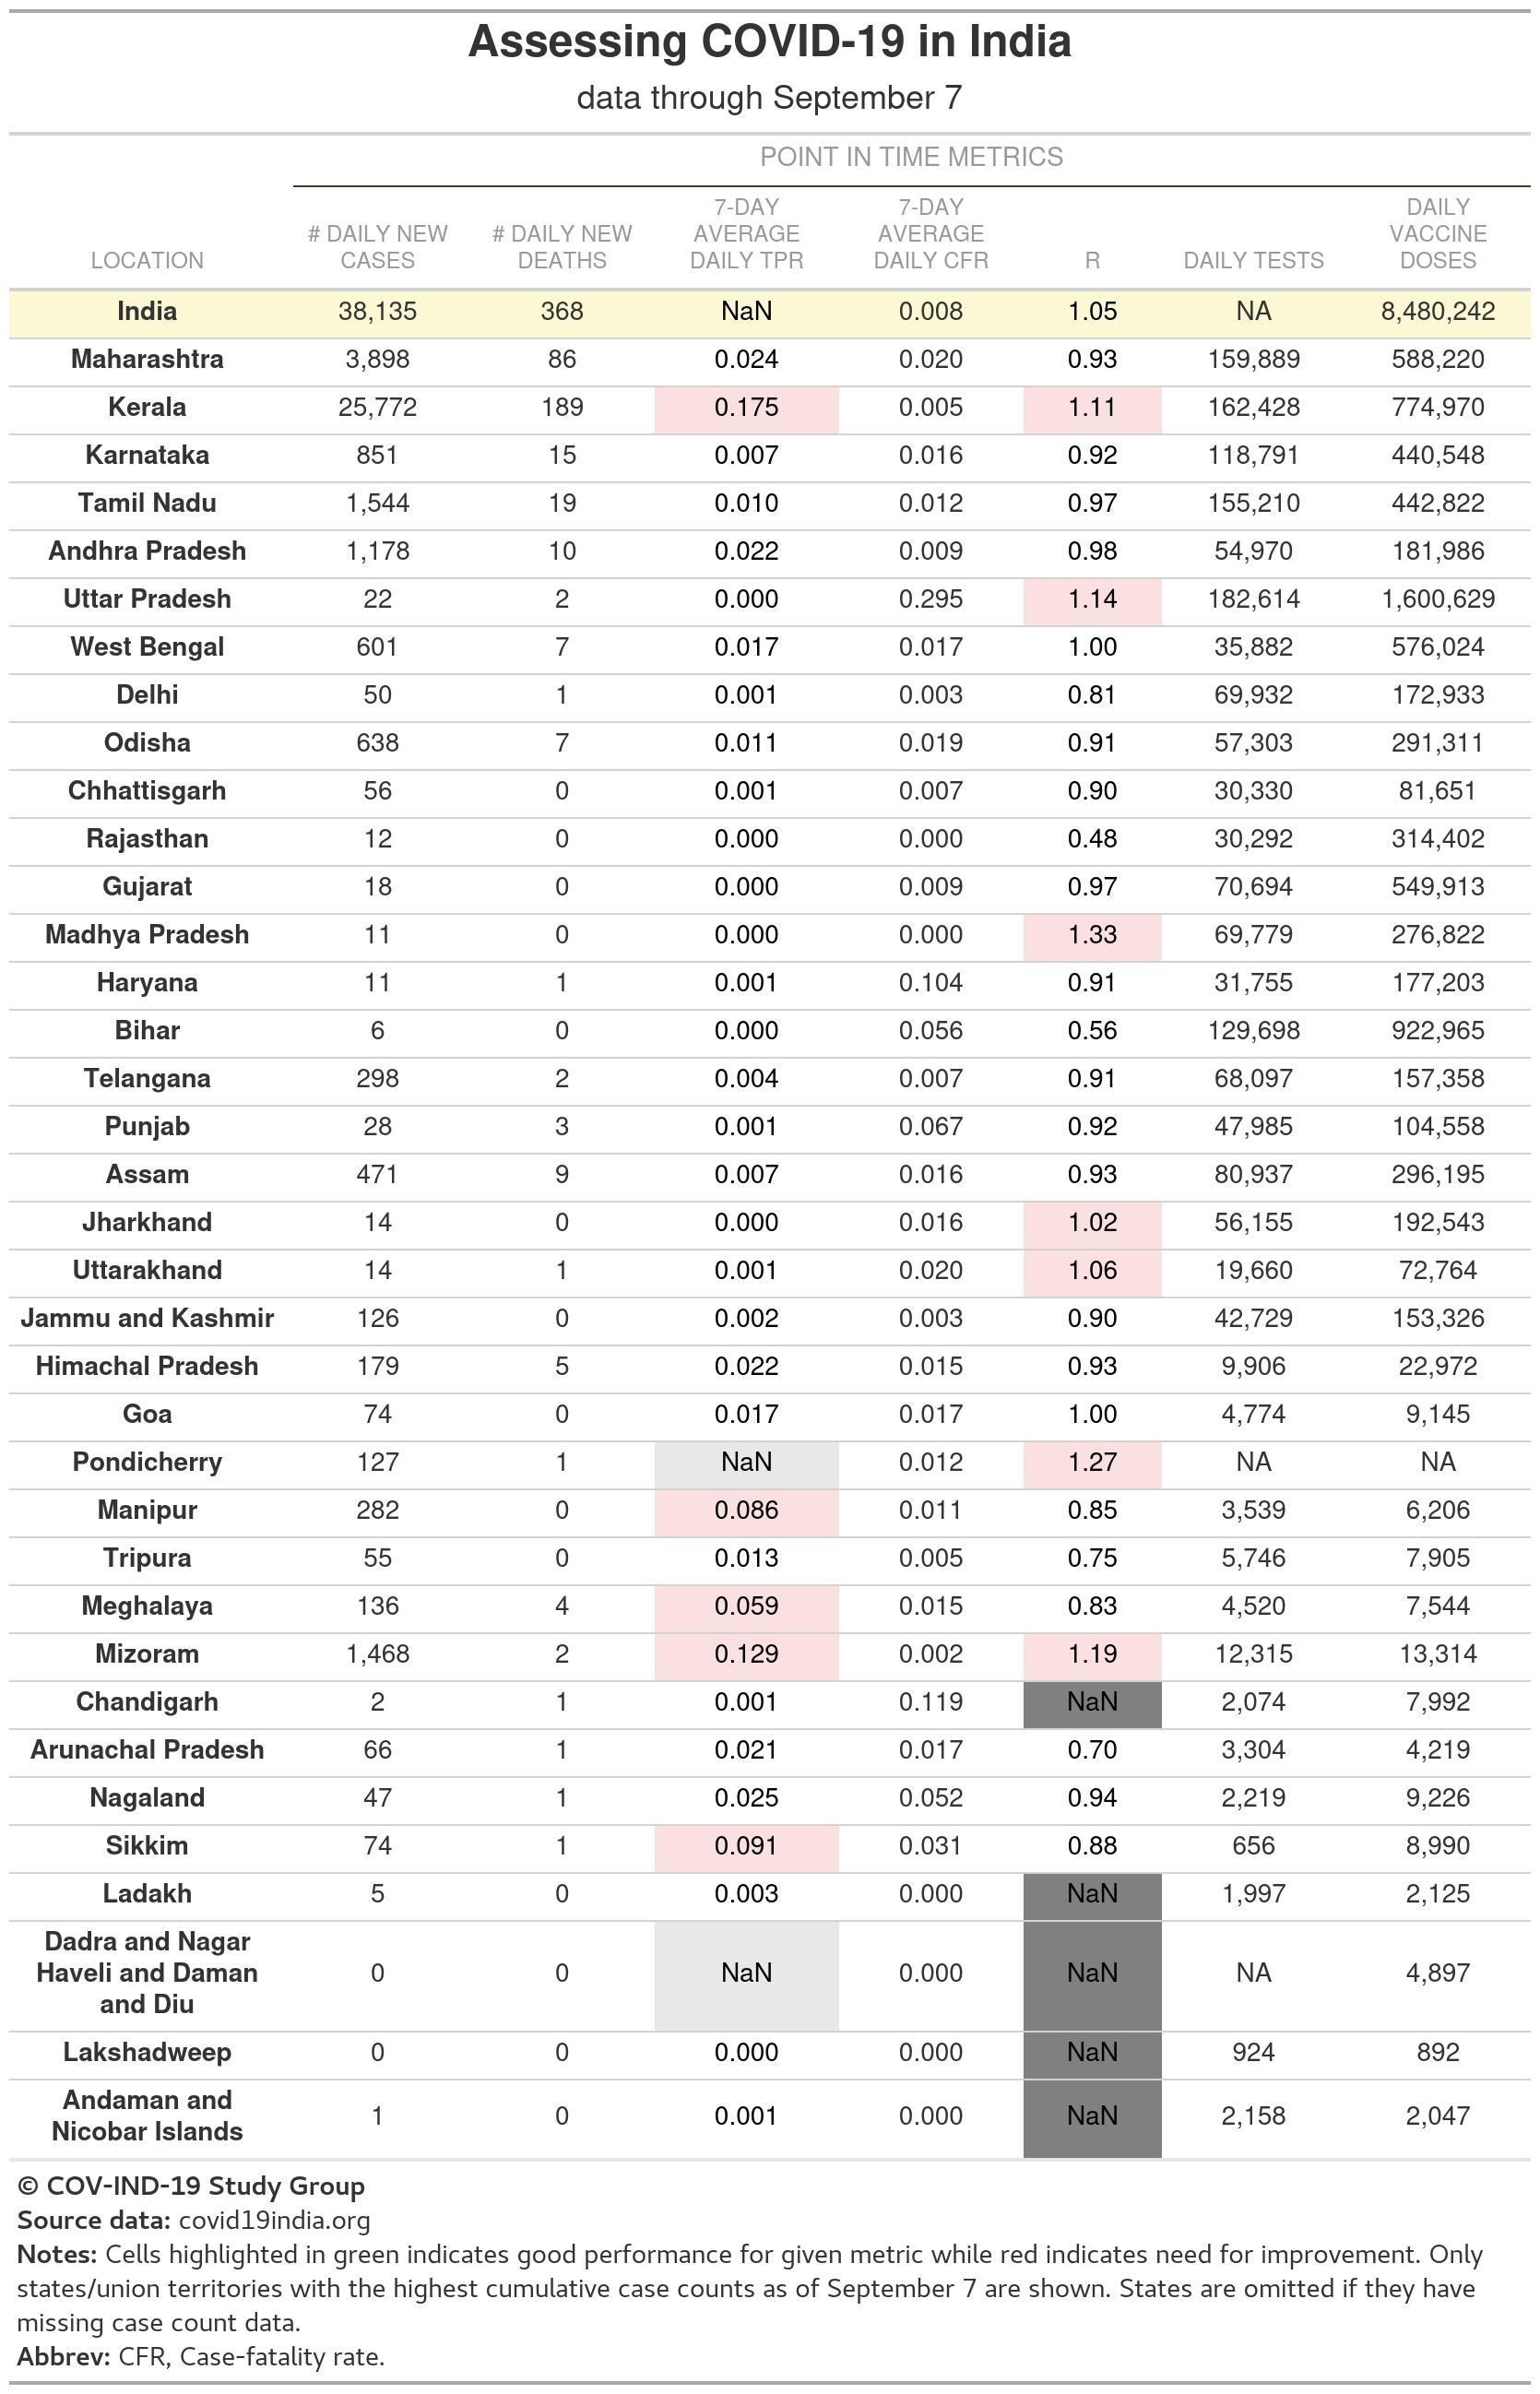 Assessing COVID-19 in India
data through September 7
POINT IN TIME METRICS
LOCATION # DAILY NEW CASES # DAILY NEW DEATHS 7-DAY AVERAGE DAILY TPR 7-DAY AVERAGE DAILY CFR R DAILY TESTS DAILY VACCINE DOSES
India 38,135 368 NaN 0.008 1.05 NA 8,480,242
Maharashtra 3,898 86 0.024 0.020 0.93 159,889 588,220
Kerala 25,772 189 0.175 0.005 1.11 162,428 774,970
Karnataka 851 15 0.007 0.016 0.92 118,791 440,548
Tamil Nadu 1,544 19 0.010 0.012 0.97 155,210 442,822
Andhra Pradesh 1,178 10 0.022 0.009 0.98 54,970 181,986
Uttar Pradesh 22 2 0.000 0.295 1.14 182,614 1,600,629
West Bengal 601 7 0.017 0.017 1.00 35,882 576,024
Delhi 50 1 0.001 0.003 0.81 69,932 172,933
Odisha 638 7 0.011 0.019 0.91 57,303 291,311
Chhattisgarh 56 0 0.001 0.007 0.90 30,330 81,651
Rajasthan 12 0 0.000 0.000 0.48 30,292 314,402
Gujarat 18 0 0.000 0.009 0.97 70,694 549,913
Madhya Pradesh 11 0 0.000 0.000 1.33 69,779 276,822
Haryana 11 1 0.001 0.104 0.91 31,755 177,203
Bihar 6 0 0.000 0.056 0.56 129,698 922,965
Telangana 298 2 0.004 0.007 0.91 68,097 157,358
Punjab 28 3 0.001 0.067 0.92 47,985 104,558
Assam 471 9 0.007 0.016 0.93 80,937 296,195
Jharkhand 14 0 0.000 0.016 1.02 56,155 192,543
Uttarakhand 14 1 0.001 0.020 1.06 19,660 72,764
Jammu and Kashmir 126 0 0.002 0.003 0.90 42,729 153,326
Himachal Pradesh 179 5 0.022 0.015 0.93 9,906 22,972
Goa 74 0 0.017 0.017 1.00 4,774 9,145
Pondicherry 127 1 NaN 0.012 1.27 NA NA
Manipur 282 0 0.086 0.011 0.85 3,539 6,206
Tripura 55 0 0.013 0.005 0.75 5,746 7,905
Meghalaya 136 4 0.059 0.015 0.83 4,520 7,544
Mizoram 1,468 2 0.129 0.002 1.19 12,315 13,314
Chandigarh 2 1 0.001 0.119 NaN 2,074 7,992
Arunachal Pradesh 66 1 0.021 0.017 0.70 3,304 4,219
Nagaland 47 1 0.025 0.052 0.94 2,219 9,226
Sikkim 74 1 0.091 0.031 0.88 656 8,990
Ladakh 5 0 0.003 0.000 NaN 1,997 2,125
Dadra and Nagar Haveli and Daman and Diu 0 0 NaN 0.000 NaN NA 4,897
Lakshadweep 0 0 0.000 0.000 NaN 924 892
Andaman and Nicobar Islands 1 0 0.001 0.000 NaN 2,158 2,047
© COV-IND-19 Study Group
Source data: covid19india.org
Notes: Cells highlighted in green indicates good performance for given metric while red indicates need for improvement. Only
states/union territories with the highest cumulative case counts as of September 7 are shown. States are omitted if they have
missing case count data.
Abbrev: CFR, Case-fatality rate.